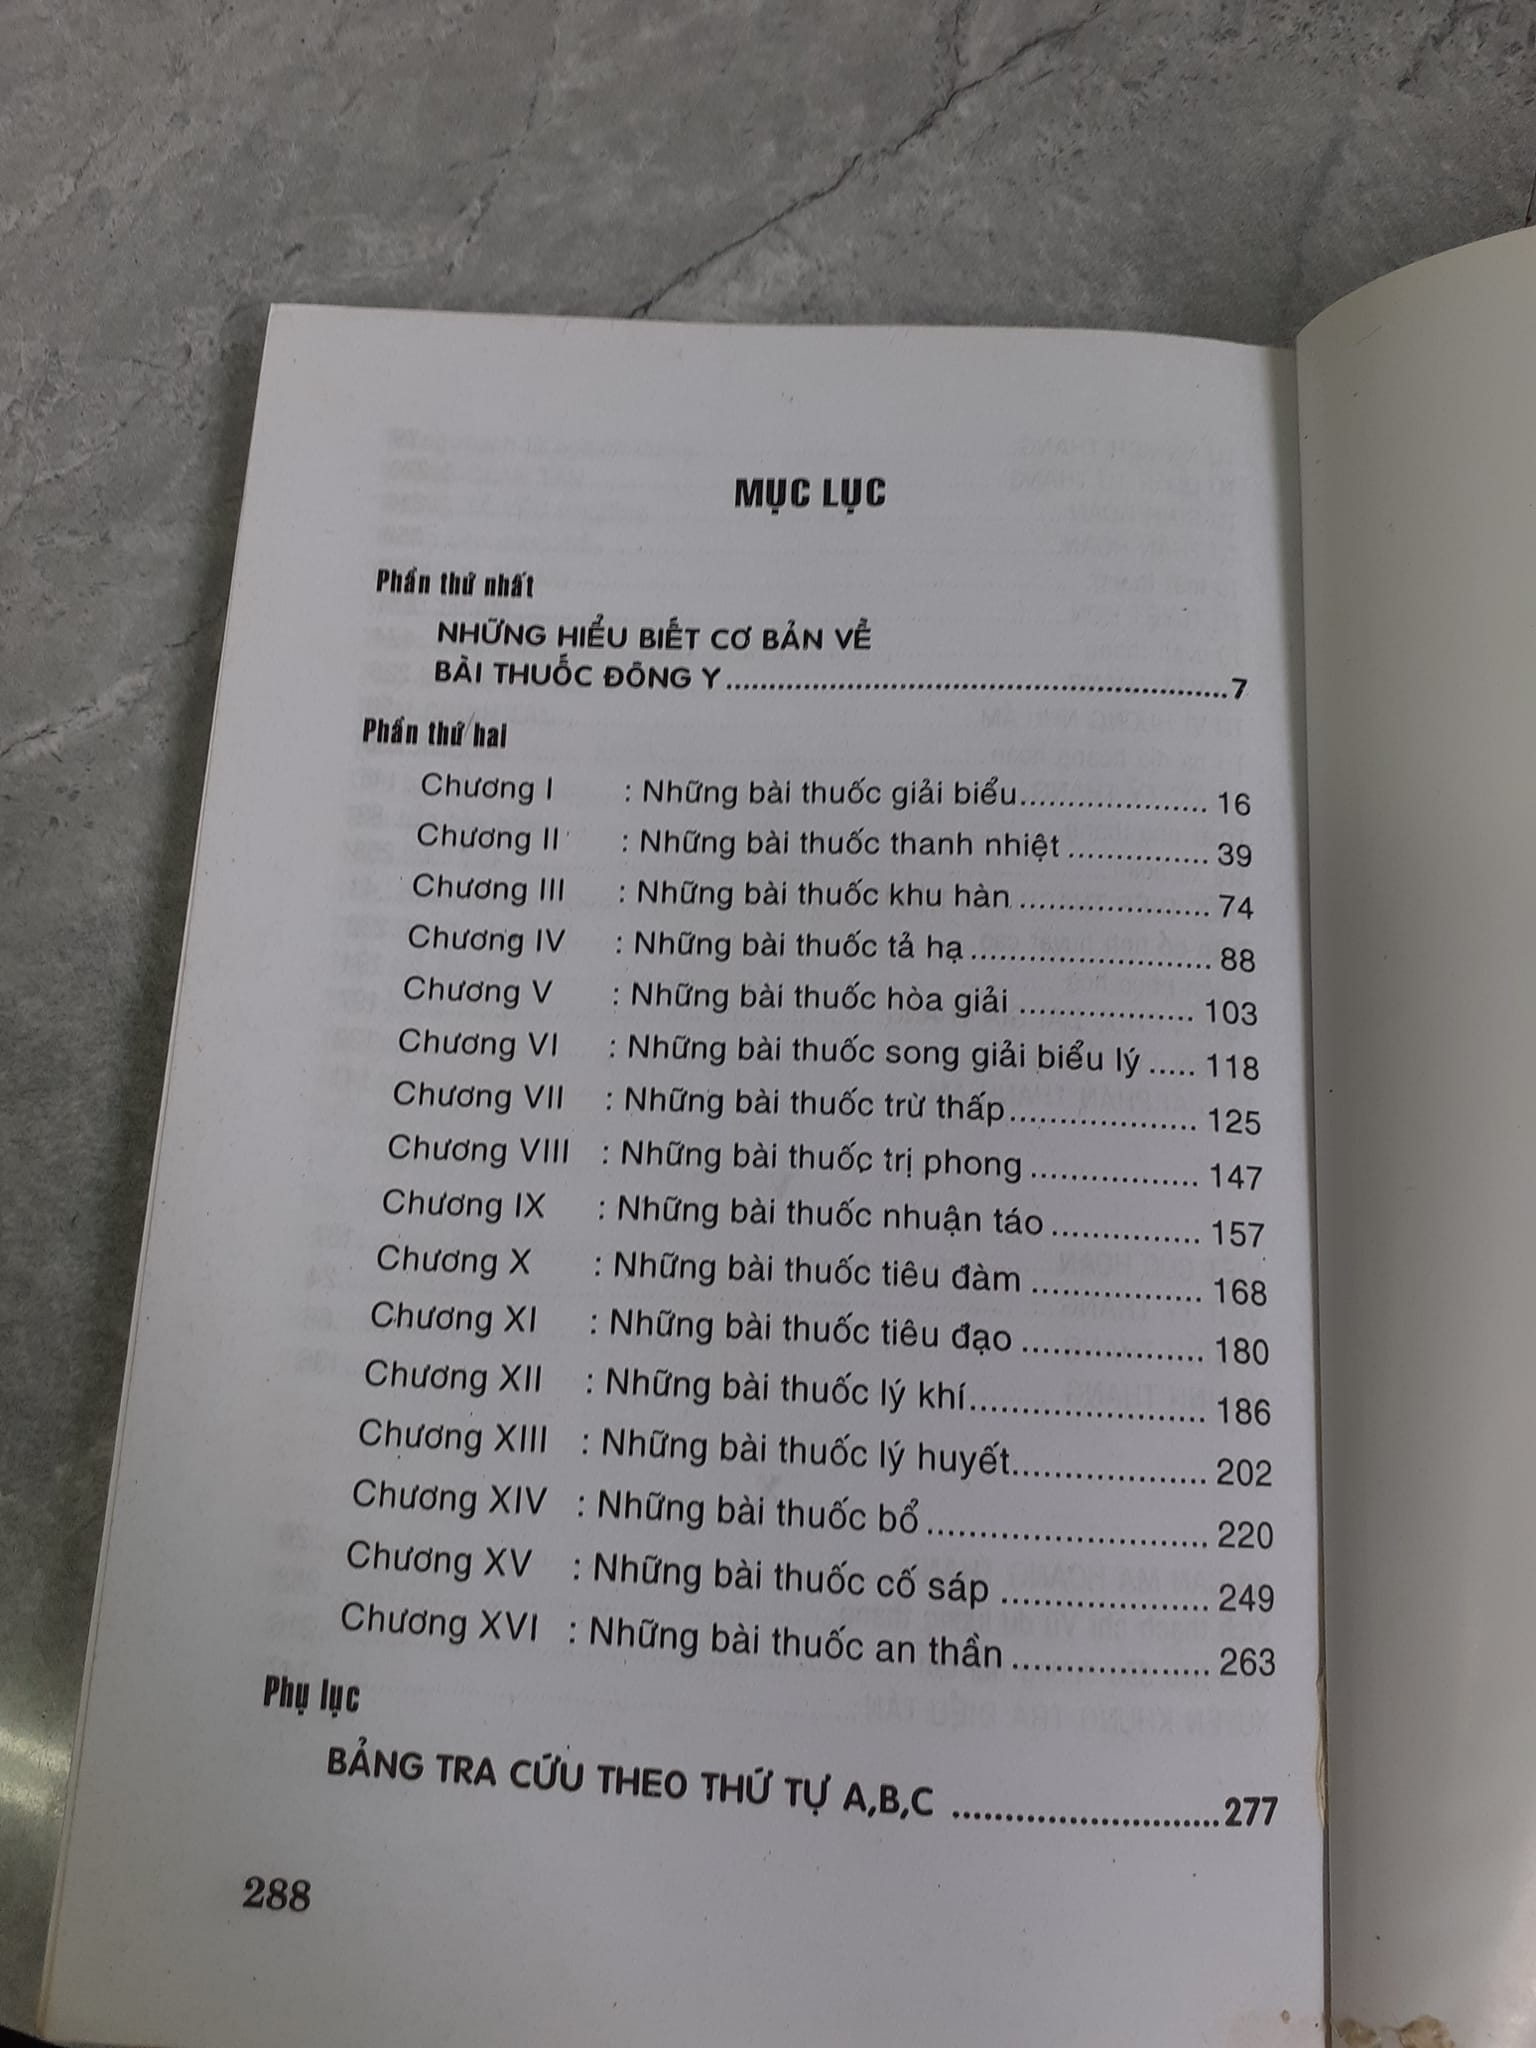 MỤC LỤC
Phần thứ nhất
NHỮNG HIỂU BIẾT CƠ BẢN VỀ
BÀI THUỐC ĐÔNG Y........................................................7
Phần thứ hai
Chương I : Những bài thuốc giải biểu.................... 16
Chương II : Những bài thuốc thanh nhiệt ............... 39
Chương III : Những bài thuốc khu hàn .................... 74
Chương IV : Những bài thuốc tả hạ ......................... 88
Chương V : Những bài thuốc hòa giải .................. 103
Chương VI : Những bài thuốc song giải biểu lý ..... 118
Chương VII : Những bài thuốc trừ thấp.................... 125
Chương VIII : Những bài thuốc trị phong .................. 147
Chương IX : Những bài thuốc nhuận táo ................ 157
Chương X : Những bài thuốc tiêu đàm .................. 168
Chương XI : Những bài thuốc tiêu đạo ................... 180
Chương XII : Những bài thuốc lý khí......................... 186
Chương XIII : Những bài thuốc lý huyết.................... 202
Chương XIV : Những bài thuốc bổ ............................ 220
Chương XV : Những bài thuốc cố sáp .................... 249
Chương XVI : Những bài thuốc an thần ................... 263
Phụ lục
BẢNG TRA CỨU THEO THỨ TỰ A,B,C ..........................277
288